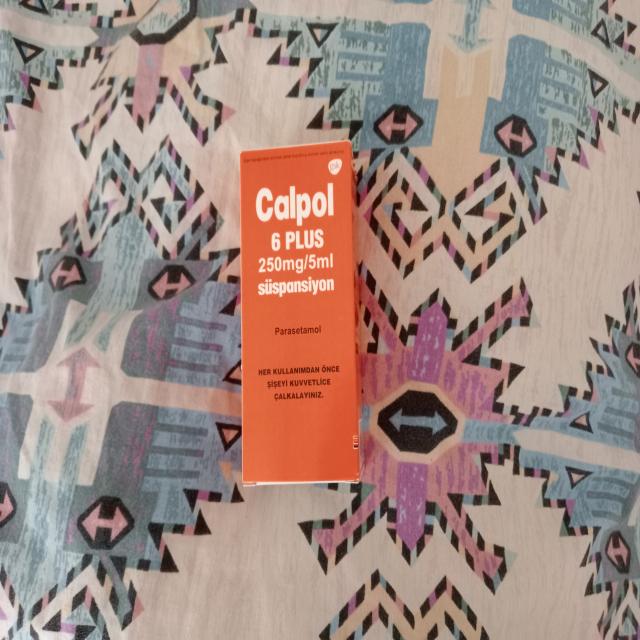 Calpol
6 PLUS
250mg/5ml
süspansiyon
Parasetamol
HER KULLANIMDAN ÖNCE
ŞİŞEYİ KUVVETLİCE
ÇALKALAYINIZ.